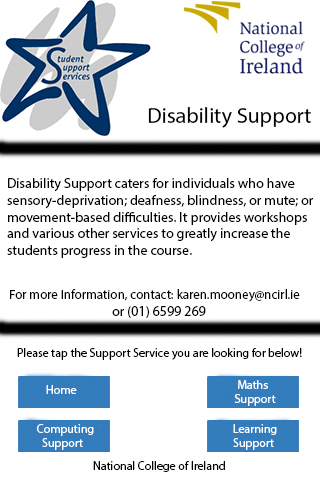 Student
Support
Services
National
College of
Ireland
Disability Support
Disability Support caters for individuals who have
sensory-deprivation; deafness, blindness, or mute; or
movement-based difficulties. It provides workshops
and various other services to greatly increase the
students progress in the course.
For more Information, contact: karen.mooney@ncirl.ie
or (01) 6599 269
Please tap the Support Service you are looking for below!
Home
Maths
Support
Computing
Support
Learning
Support
National College of Ireland